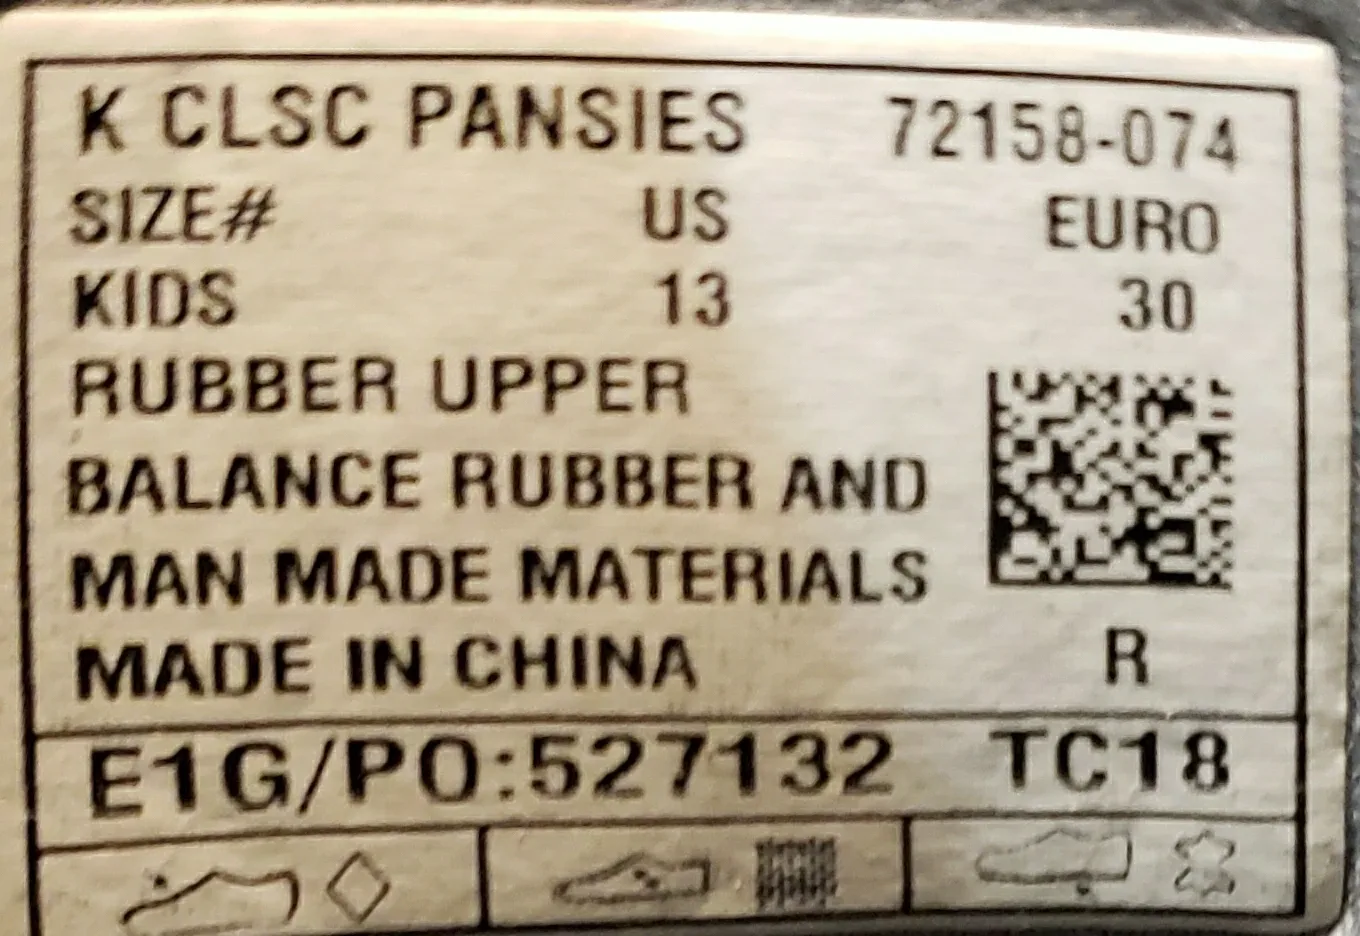 K CLSC PANSIES 72158-074
SIZE# US EURO
KIDS 13 30
RUBBER UPPER
BALANCE RUBBER AND
MAN MADE MATERIALS
MADE IN CHINA R
E1G/PO:527132 TC18